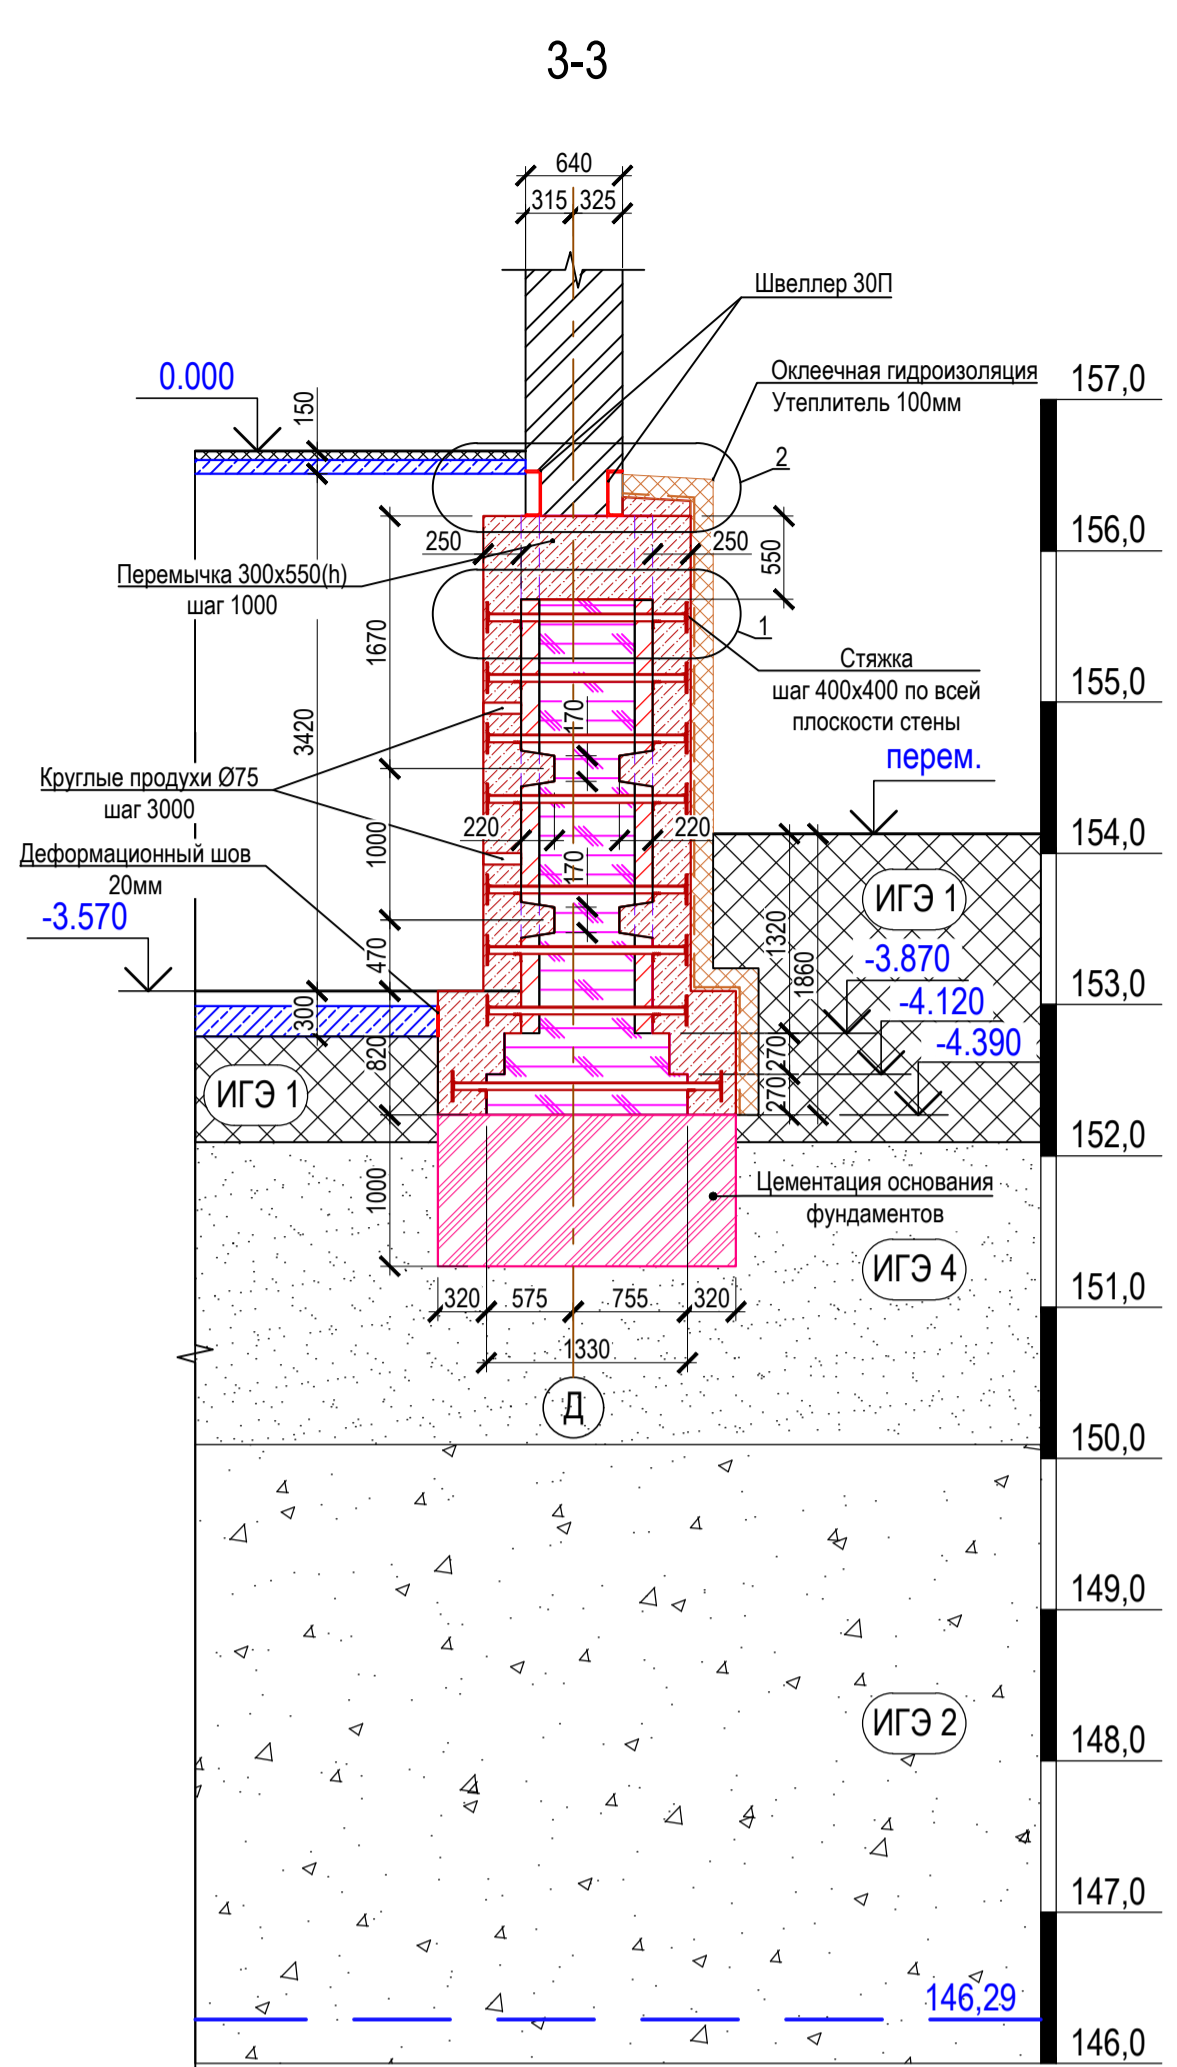 3-3
640
315
325
Швеллер 30П
0.000
150
Оклеечная гидроизоляция
Утеплитель 100мм
157,0
2
250
250
550
156,0
Перемычка 300х550(h)
шаг 1000
1670
1
Стяжка
шаг 400х400 по всей
плоскости стены
155,0
3420
170
перем.
Круглые продухи Ø75
шаг 3000
1000
220
220
154,0
Деформационный шов
20мм
170
ИГЭ 1
-3.570
470
1320
1860
-3.870
153,0
300
-4.120
820
270
-4.390
270
ИГЭ 1
152,0
1000
Цементация основания
фундаментов
ИГЭ 4
320
575
755
320
151,0
1330
Д
150,0
149,0
ИГЭ 2
148,0
147,0
146,29
146,0